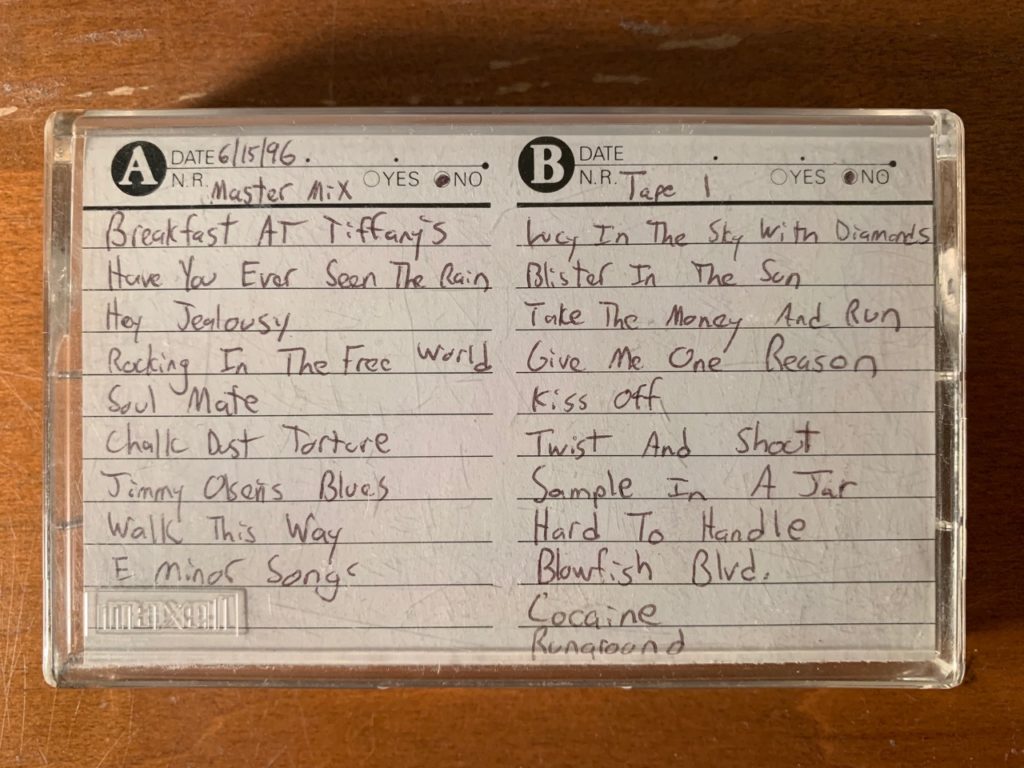 A DATE 6/15/96.
N.R. YES NO
Master Mix
Breakfast AT Tiffany's
Have You Ever Seen The Rain
Hey Jealousy
Rocking In The Free World
Soul Mate
Chalk Dust Torture
Jimmy Olsens Blues
Walk This Way
E Minor Songs
maxell
B DATE
N.R. YES NO
Tape 1
Lucy In The Sky With Diamonds
Blister In The Sun
Take The Money And Run
Give Me One Reason
Kiss Off
Twist And Shout
Sample In A Jar
Hard To Handle
Blowfish Blvd.
Cocaine
Runaround